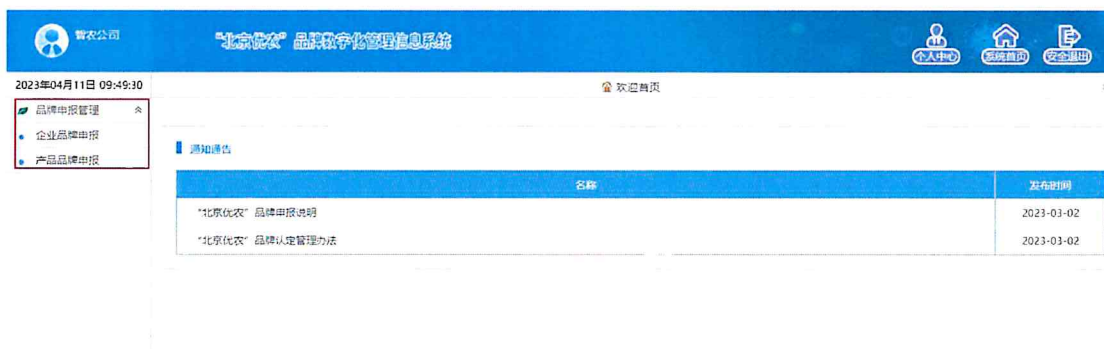 智农公司
“北京优农”品牌数字化管理信息系统
个人中心
系统首页
安全退出
2023年04月11日 09:49:30
欢迎首页
品牌申报管理
企业品牌申报
产品品牌申报
通知通告
名称
发布时间
“北京优农”品牌申报说明
2023-03-02
“北京优农”品牌认定管理办法
2023-03-02